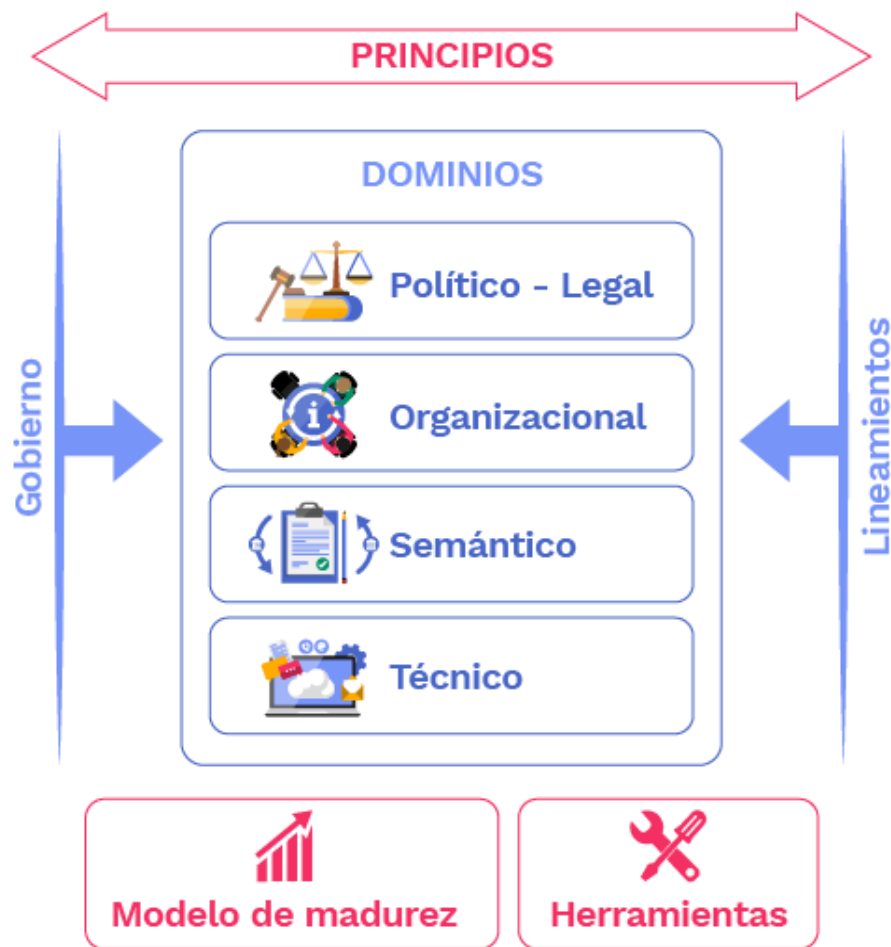 PRINCIPIOS
DOMINIOS
Político - Legal
Organizacional
Semántico
Técnico
Gobierno
Lineamientos
Modelo de madurez
Herramientas